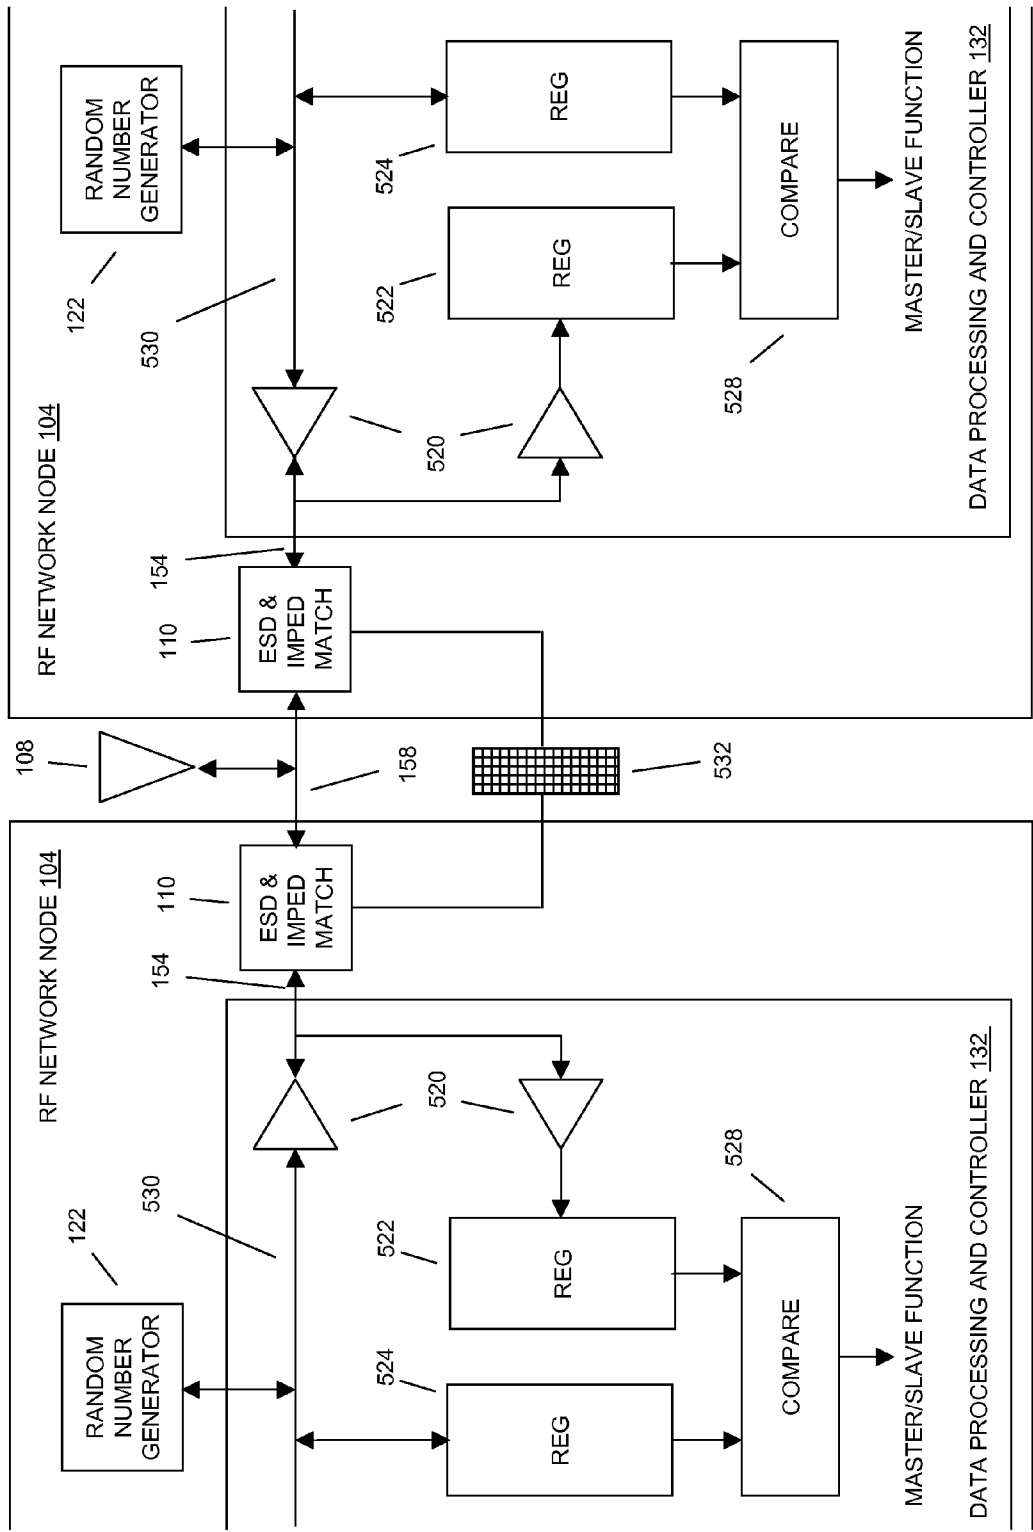 RF NETWORK NODE 104
RANDOM
NUMBER
GENERATOR
122
530
154
110
ESD &
IMPED
MATCH
520
522
524
REG
REG
528
COMPARE
MASTER/SLAVE FUNCTION
DATA PROCESSING AND CONTROLLER 132
108
158
532
RF NETWORK NODE 104
RANDOM
NUMBER
GENERATOR
122
530
154
110
ESD &
IMPED
MATCH
520
522
524
REG
REG
528
COMPARE
MASTER/SLAVE FUNCTION
DATA PROCESSING AND CONTROLLER 132